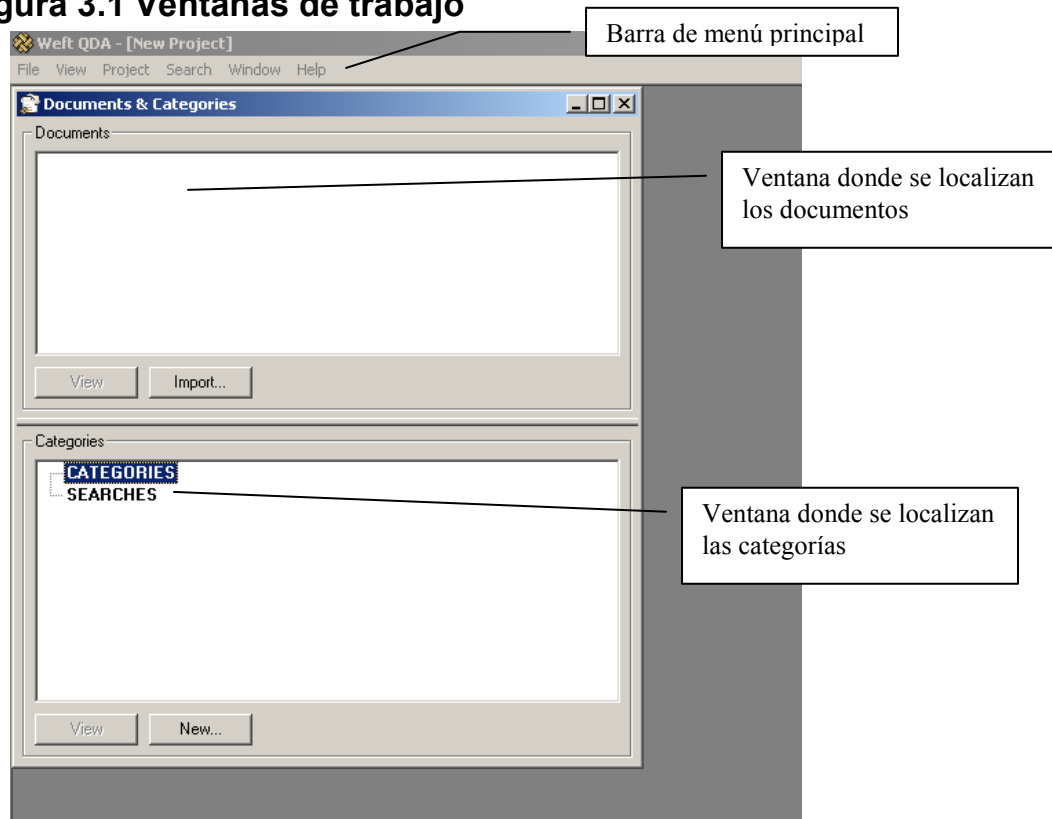 gura 3.1 Ventanas de trabajo
Barra de menú principal
Weft QDA - [New Project]
File View Project Search Window Help
Documents & Categories
Documents
Ventana donde se localizan
los documentos
View Import...
Categories
CATEGORIES
SEARCHES
Ventana donde se localizan
las categorías
View New...